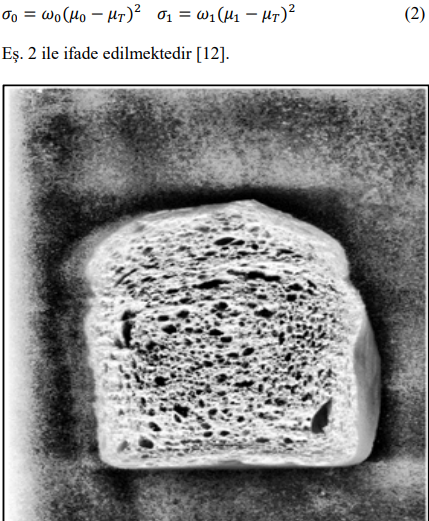 σ₀ = ω₀(μ₀ − μ_T)² σ₁ = ω₁(μ₁ − μ_T)² (2)
Eş. 2 ile ifade edilmektedir [12].